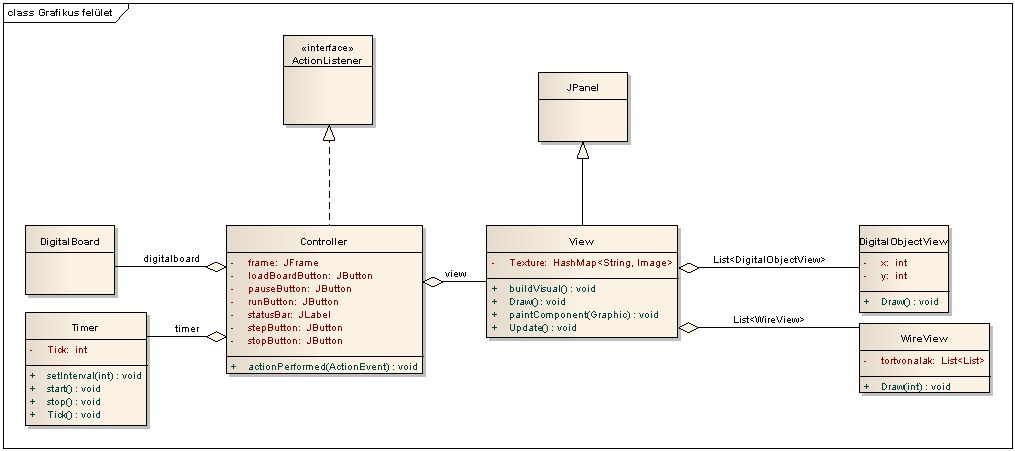 class Grafikus felület
«interface»
ActionListener
JPanel
DigitalBoard
digitalboard
Controller
- frame: JFrame
- loadBoardButton: JButton
- pauseButton: JButton
- runButton: JButton
- statusBar: JLabel
- stepButton: JButton
- stopButton: JButton
+ actionPerformed(ActionEvent) : void
view
View
- Texture: HashMap<String, Image>
+ buildVisual() : void
+ Draw() : void
+ paintComponent(Graphic) : void
+ Update() : void
List<DigitalObjectView>
DigitalObjectView
- x: int
- y: int
+ Draw() : void
Timer
- Tick: int
+ setInterval(int) : void
+ start() : void
+ stop() : void
+ Tick() : void
timer
List<WireView>
WireView
- tortvonalak: List<List>
+ Draw(int) : void